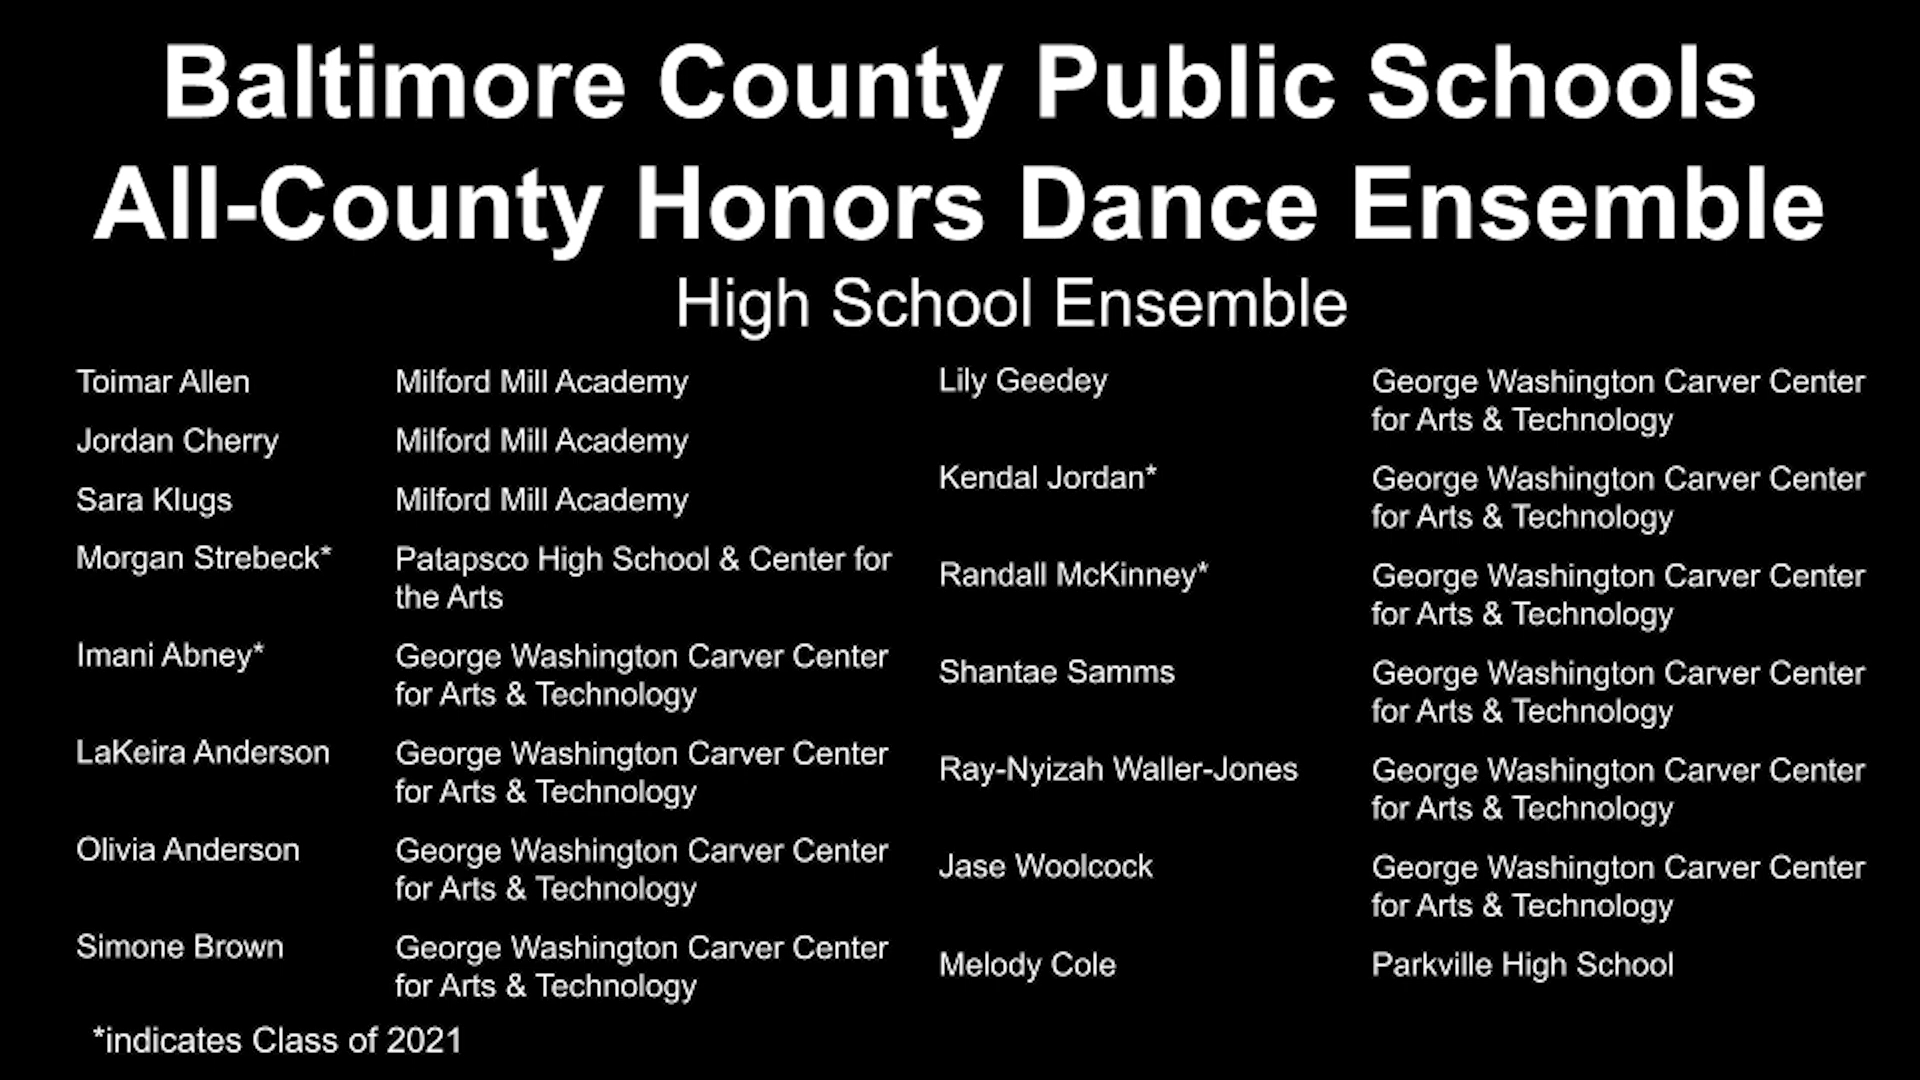 Baltimore County Public Schools
All-County Honors Dance Ensemble
High School Ensemble
Toimar Allen Milford Mill Academy
Jordan Cherry Milford Mill Academy
Sara Klugs Milford Mill Academy
Morgan Strebeck* Patapsco High School & Center for
the Arts
Imani Abney* George Washington Carver Center
for Arts & Technology
LaKeira Anderson George Washington Carver Center
for Arts & Technology
Olivia Anderson George Washington Carver Center
for Arts & Technology
Simone Brown George Washington Carver Center
for Arts & Technology
Lily Geedey George Washington Carver Center
for Arts & Technology
Kendal Jordan* George Washington Carver Center
for Arts & Technology
Randall McKinney* George Washington Carver Center
for Arts & Technology
Shantae Samms George Washington Carver Center
for Arts & Technology
Ray-Nyizah Waller-Jones George Washington Carver Center
for Arts & Technology
Jase Woolcock George Washington Carver Center
for Arts & Technology
Melody Cole Parkville High School
*indicates Class of 2021